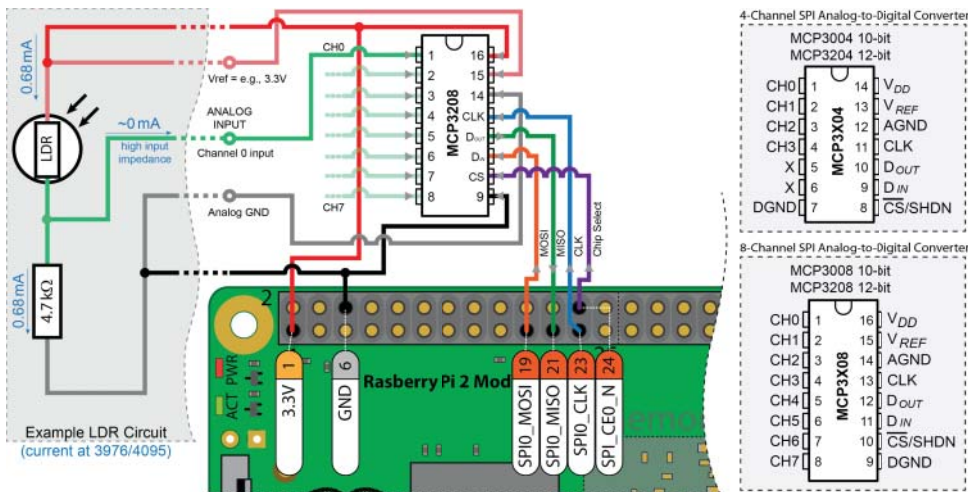 0.68mA
Vref = e.g., 3.3V
ANALOG
INPUT
Channel 0 input
~0 mA
high input
impedance
LDR
Analog GND
0.68mA
4.7 kΩ
Example LDR Circuit
(current at 3976/4095)
CH0
CH7
1
2
3
4
5
6
7
8
MCP3208
16
15
14
CLK
DOUT
DIN
CS
9
MOSI
MISO
CLK
Chip Select
2
PWR
ACT
Rasberry Pi 2 Mod
1
3.3V
6
GND
19
SPI0_MOSI
21
SPI0_MISO
23
SPI0_CLK
24
SPI_CE0_N
4-Channel SPI Analog-to-Digital Converter
MCP3004 10-bit
MCP3204 12-bit
CH0 1 14 VDD
CH1 2 13 VREF
CH2 3 12 AGND
CH3 4 11 CLK
X 5 10 DOUT
X 6 9 DIN
DGND 7 8 CS/SHDN
MCP3X04
8-Channel SPI Analog-to-Digital Converter
MCP3008 10-bit
MCP3208 12-bit
CH0 1 16 VDD
CH1 2 15 VREF
CH2 3 14 AGND
CH3 4 13 CLK
CH4 5 12 DOUT
CH5 6 11 DIN
CH6 7 10 CS/SHDN
CH7 8 9 DGND
MCP3X08